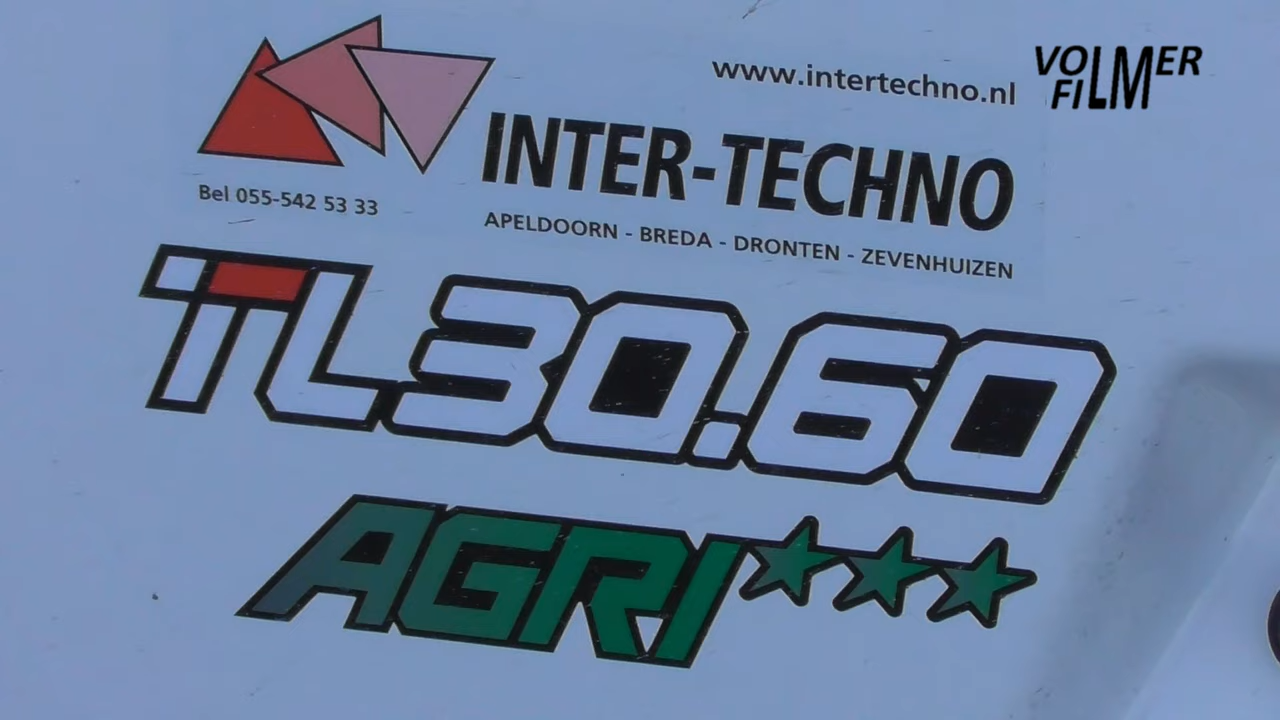 www.intertechno.nl
VOLMER
FILM
INTER-TECHNO
Bel 055-542 53 33
APELDOORN - BREDA - DRONTEN - ZEVENHUIZEN
TL30.60
AGRI★★★